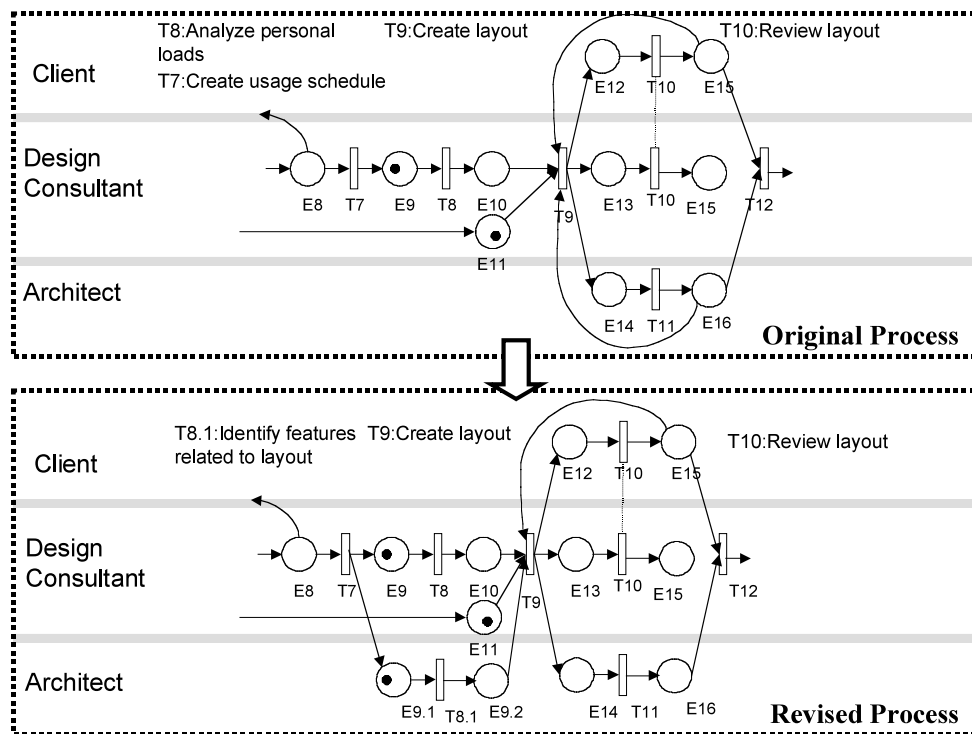 T8:Analyze personal loads
T9:Create layout
T10:Review layout
T7:Create usage schedule
Client
E12
T10
E15
Design Consultant
E8
T7
E9
T8
E10
T9
E13
T10
E15
T12
E11
Architect
E14
T11
E16
Original Process
T8.1:Identify features related to layout
T9:Create layout
T10:Review layout
Client
E12
T10
E15
Design Consultant
E8
T7
E9
T8
E10
T9
E13
T10
E15
T12
E11
Architect
E9.1
T8.1
E9.2
E14
T11
E16
Revised Process